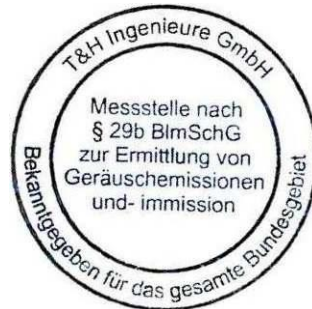 T&H Ingenieure GmbH
Messstelle nach
§ 29b BImSchG
zur Ermittlung von
Geräuschemissionen
und- immission
Bekanntgegeben für das gesamte Bundesgebiet